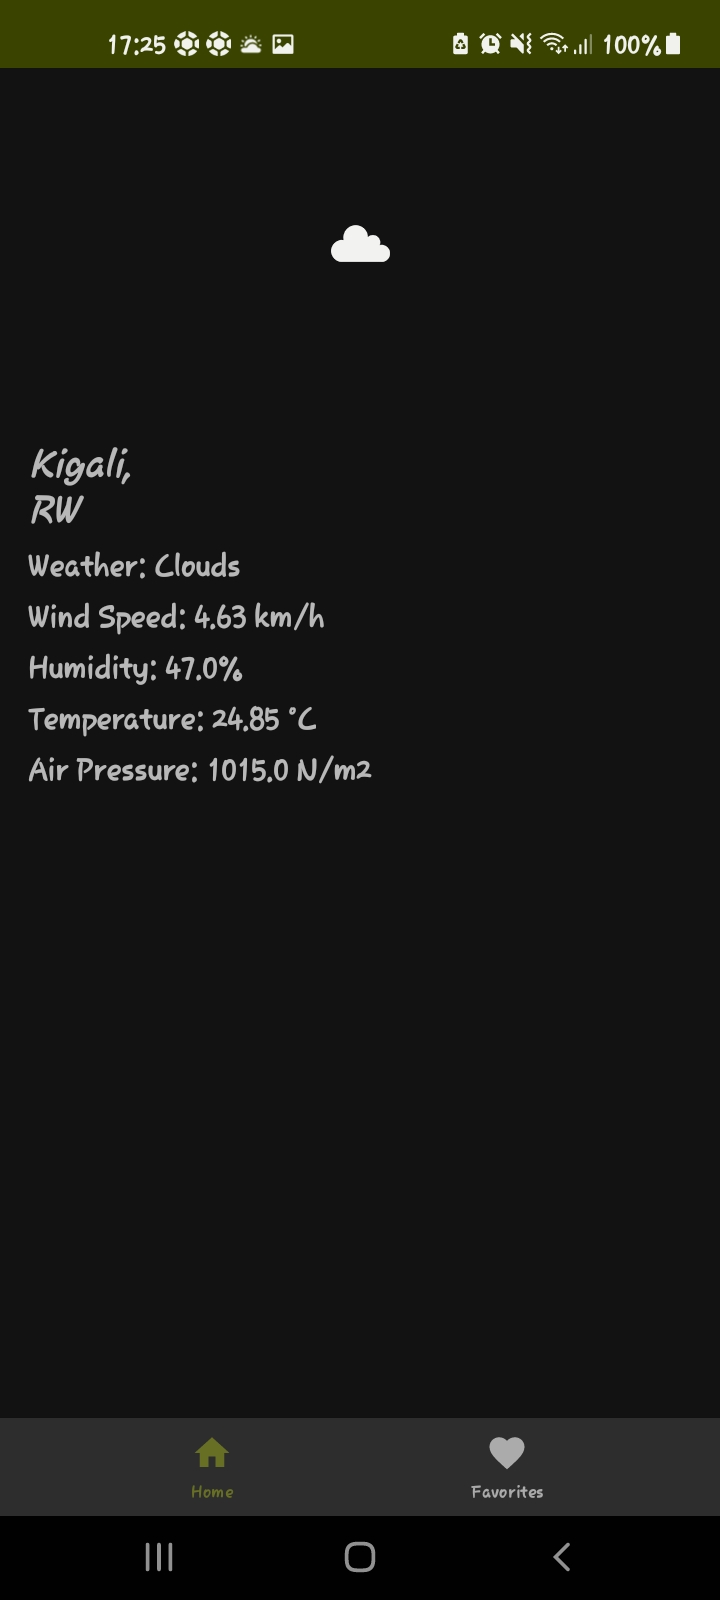 17:25 100%
Kigali,
RW
Weather: Clouds
Wind Speed: 4.63 km/h
Humidity: 47.0%
Temperature: 24.85 °C
Air Pressure: 1015.0 N/m2
Home Favorites